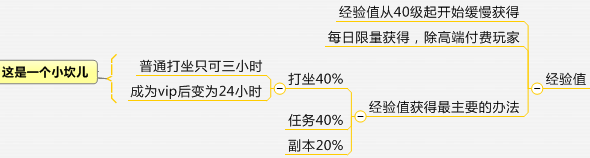 经验值从40级起开始缓慢获得
每日限量获得，除高端付费玩家
这是一个小坎儿
普通打坐只可三小时
成为vip后变为24小时
打坐40%
经验值
经验值获得最主要的办法
任务40%
副本20%